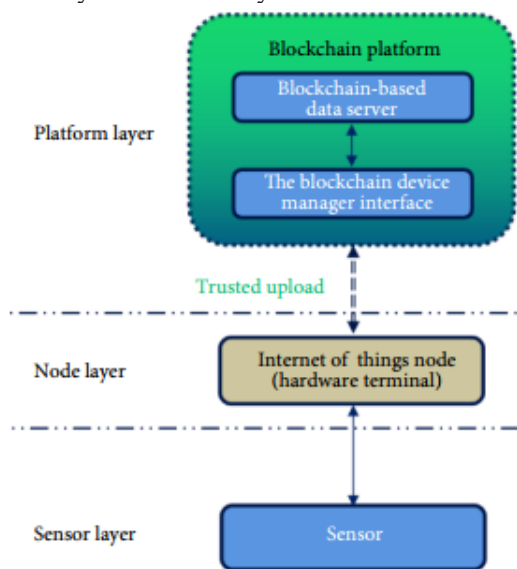 Blockchain platform
Blockchain-based
data server
Platform layer
The blockchain device
manager interface
Trusted upload
Internet of things node
(hardware terminal)
Node layer
Sensor layer
Sensor